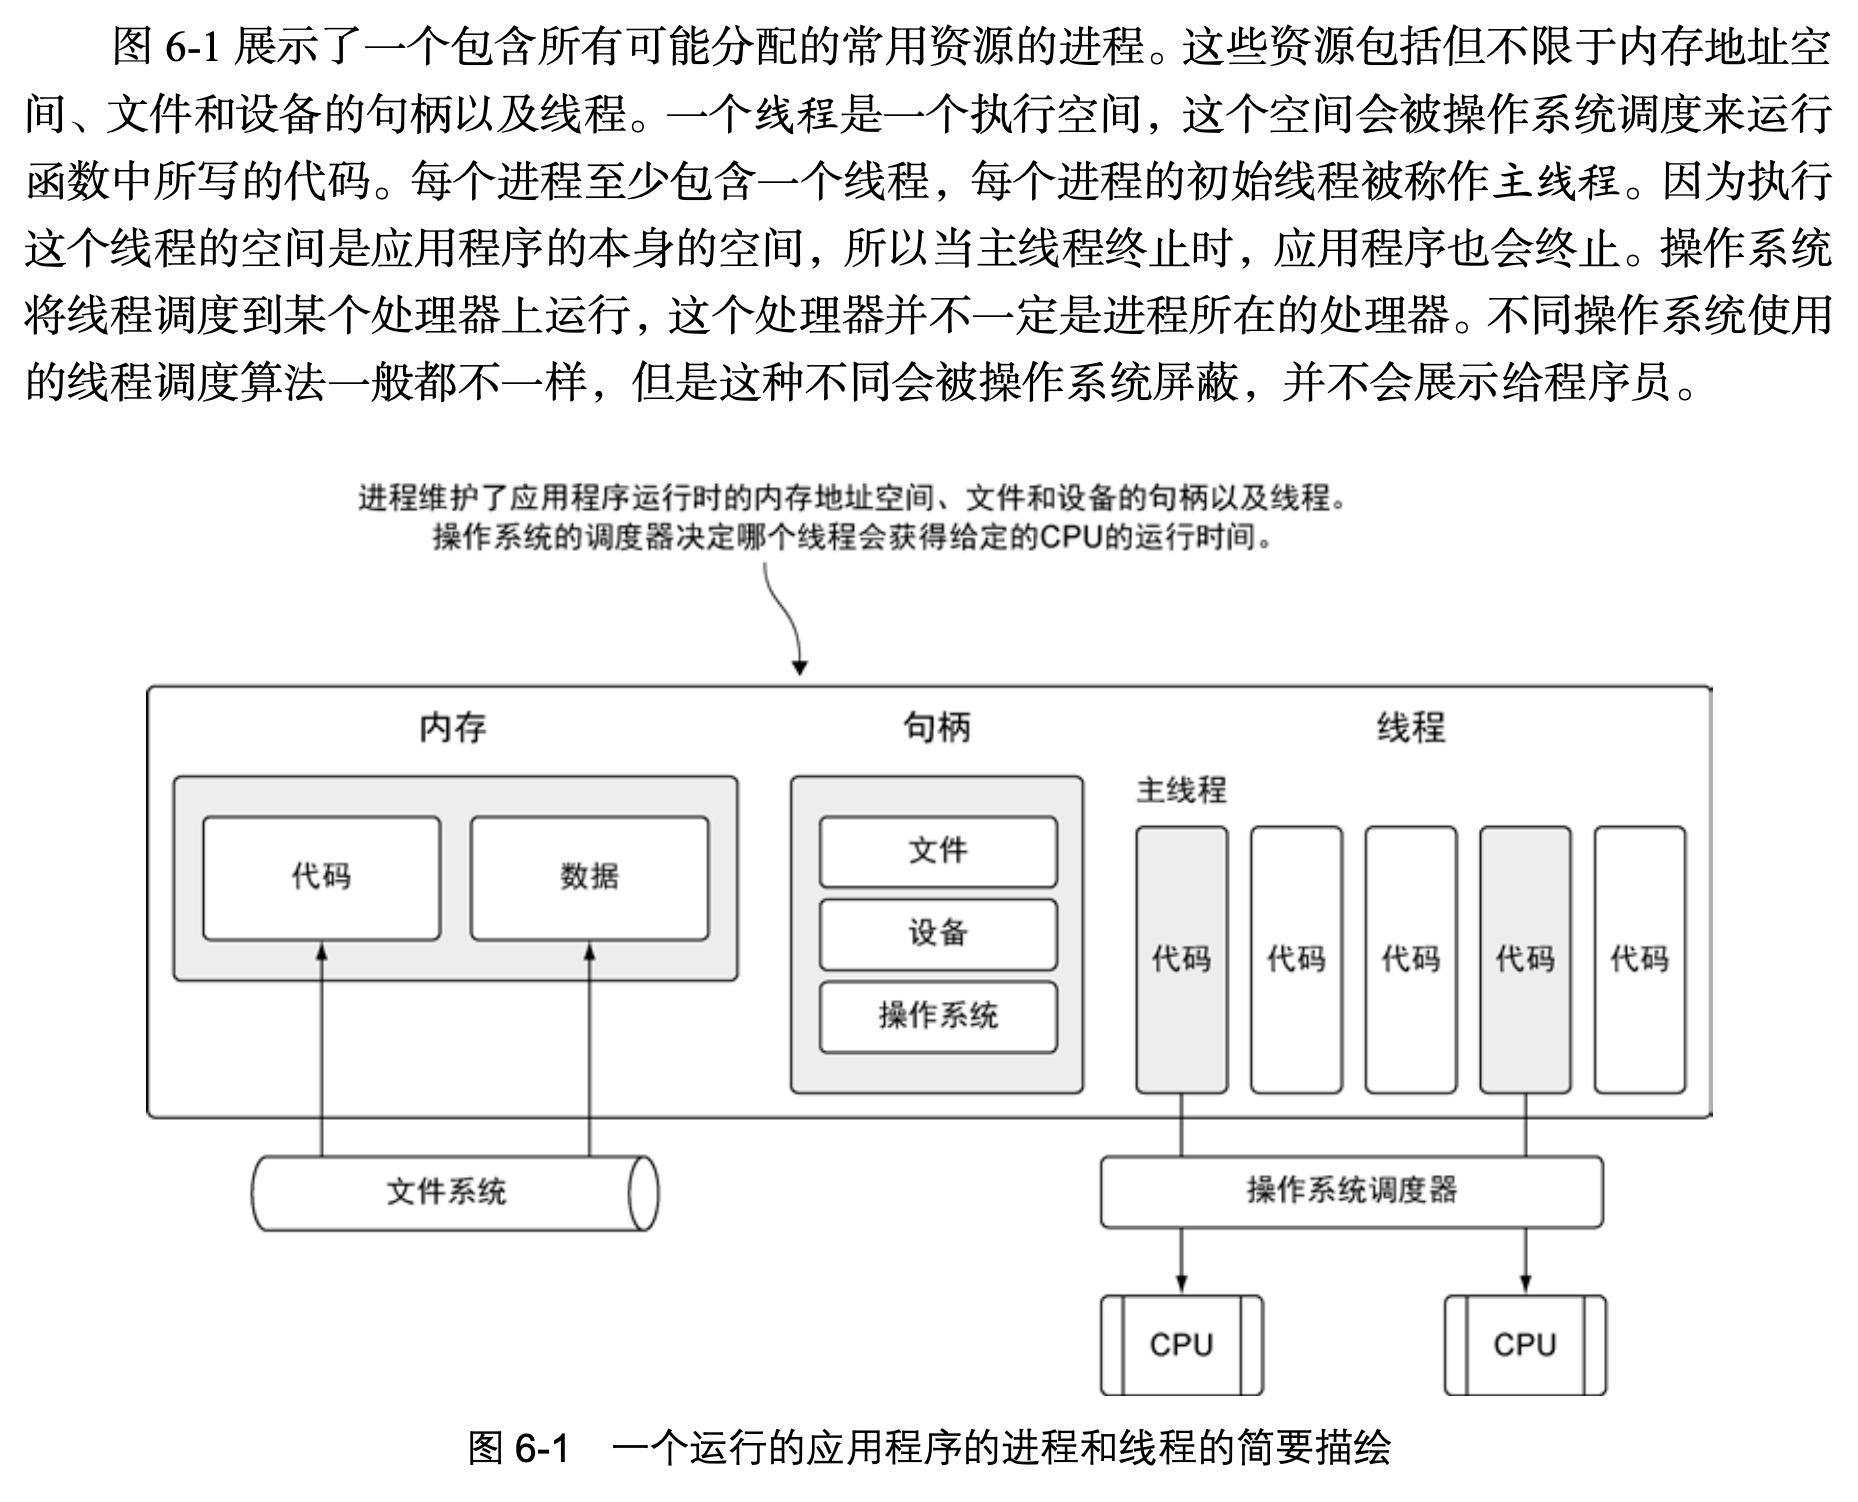 图 6-1 展示了一个包含所有可能分配的常用资源的进程。这些资源包括但不限于内存地址空
间、文件和设备的句柄以及线程。一个线程是一个执行空间，这个空间会被操作系统调度来运行
函数中所写的代码。每个进程至少包含一个线程，每个进程的初始线程被称作主线程。因为执行
这个线程的空间是应用程序的本身的空间，所以当主线程终止时，应用程序也会终止。操作系统
将线程调度到某个处理器上运行，这个处理器并不一定是进程所在的处理器。不同操作系统使用
的线程调度算法一般都不一样，但是这种不同会被操作系统屏蔽，并不会展示给程序员。
进程维护了应用程序运行时的内存地址空间、文件和设备的句柄以及线程。
操作系统的调度器决定哪个线程会获得给定的CPU的运行时间。
内存
代码
数据
文件系统
句柄
文件
设备
操作系统
线程
主线程
代码
代码
代码
代码
代码
操作系统调度器
CPU
CPU
图 6-1 一个运行的应用程序的进程和线程的简要描绘